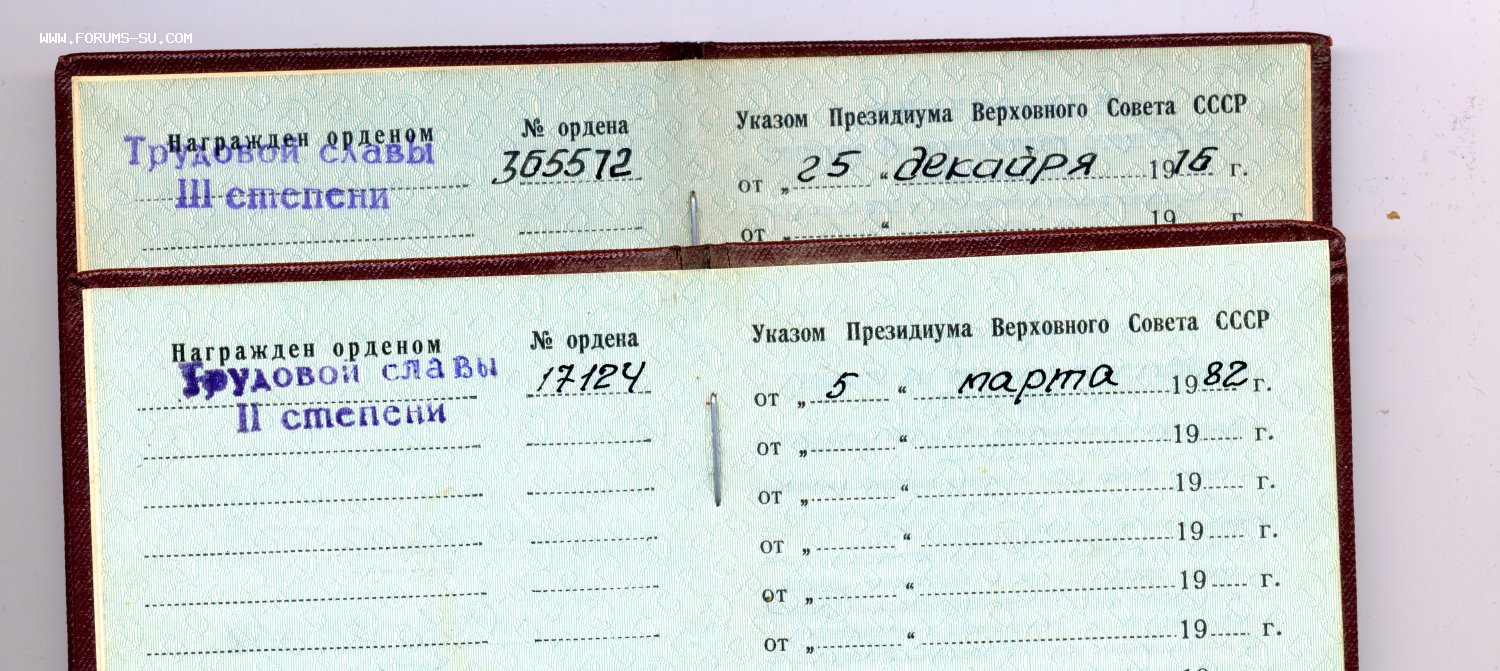 WWW.FORUMS-SU.COM
Награжден орденом № ордена Указом Президиума Верховного Совета СССР
Трудовой славы 365572 от „ 25 “ декабря 1976 г.
III степени
от „ “ 19 г.
Награжден орденом № ордена Указом Президиума Верховного Совета СССР
Трудовой славы 17124 от „ 5 “ марта 1982 г.
II степени
от „ “ 19 г.
от „ “ 19 г.
от „ “ 19 г.
от „ “ 19 г.
от „ “ 19 г.